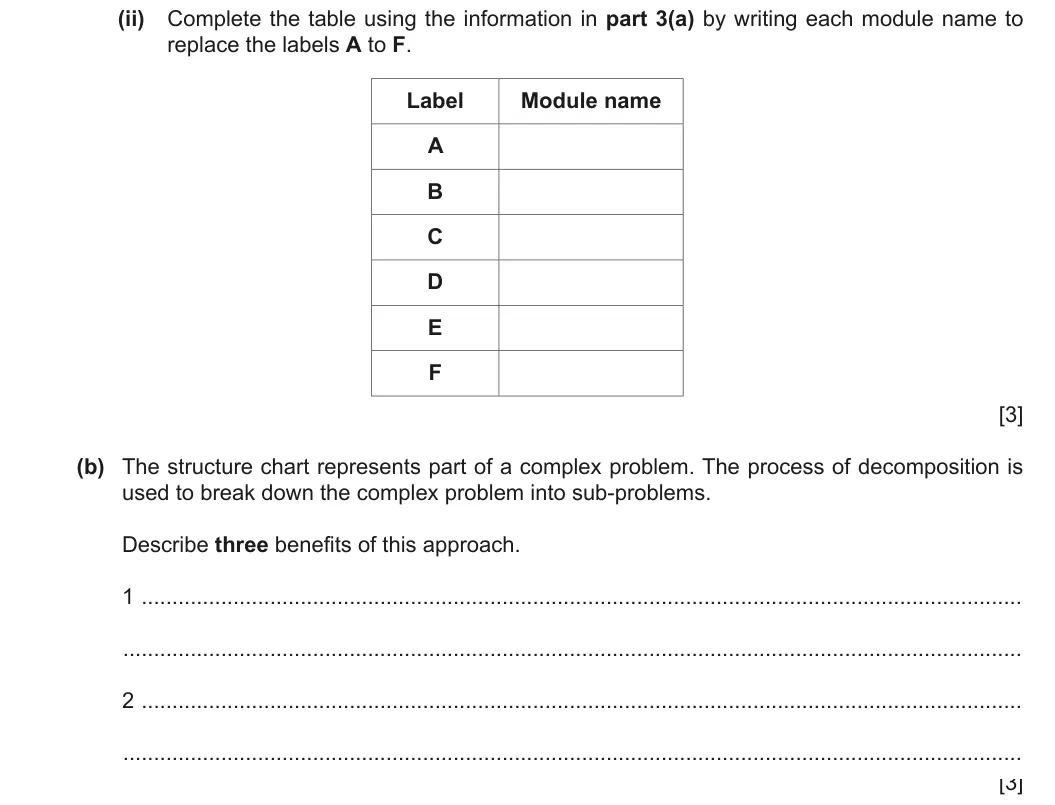 (ii) Complete the table using the information in part 3(a) by writing each module name to
replace the labels A to F.
Label Module name
A
B
C
D
E
F
[3]
(b) The structure chart represents part of a complex problem. The process of decomposition is
used to break down the complex problem into sub-problems.
Describe three benefits of this approach.
1 ................................................................................................................................................
...................................................................................................................................................
2 ................................................................................................................................................
...................................................................................................................................................
[3]